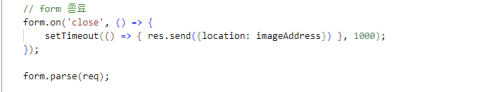 // form 종료
form.on('close', () => {
    setTimeout(() => { res.send({location: imageAddress}) }, 1000);
});
form.parse(req);